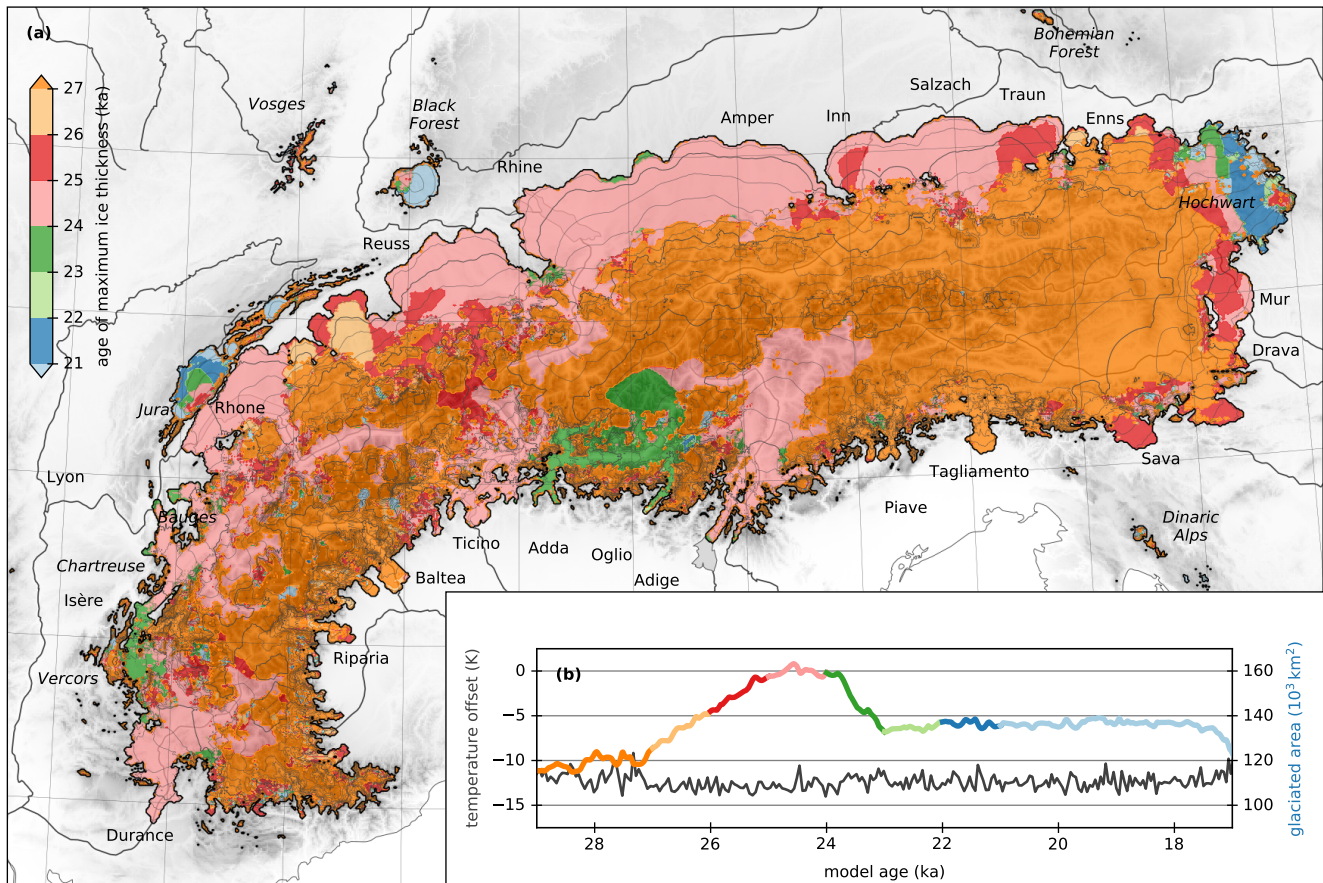 (a)
27
26
25
24
23
22
21
age of maximum ice thickness (ka)
Vosges
Black
Forest
Bohemian
Forest
Rhine
Amper
Inn
Salzach
Traun
Enns
Hochwart
Reuss
Mur
Drava
Jura
Rhone
Lyon
Bauges
Chartreuse
Isère
Vercors
Durance
Riparia
Baltea
Ticino
Adda
Oglio
Adige
Piave
Tagliamento
Sava
Dinaric
Alps
(b)
temperature offset (K)
0
−5
−10
−15
160
140
120
100
glaciated area (10³ km²)
28
26
24
22
20
18
model age (ka)